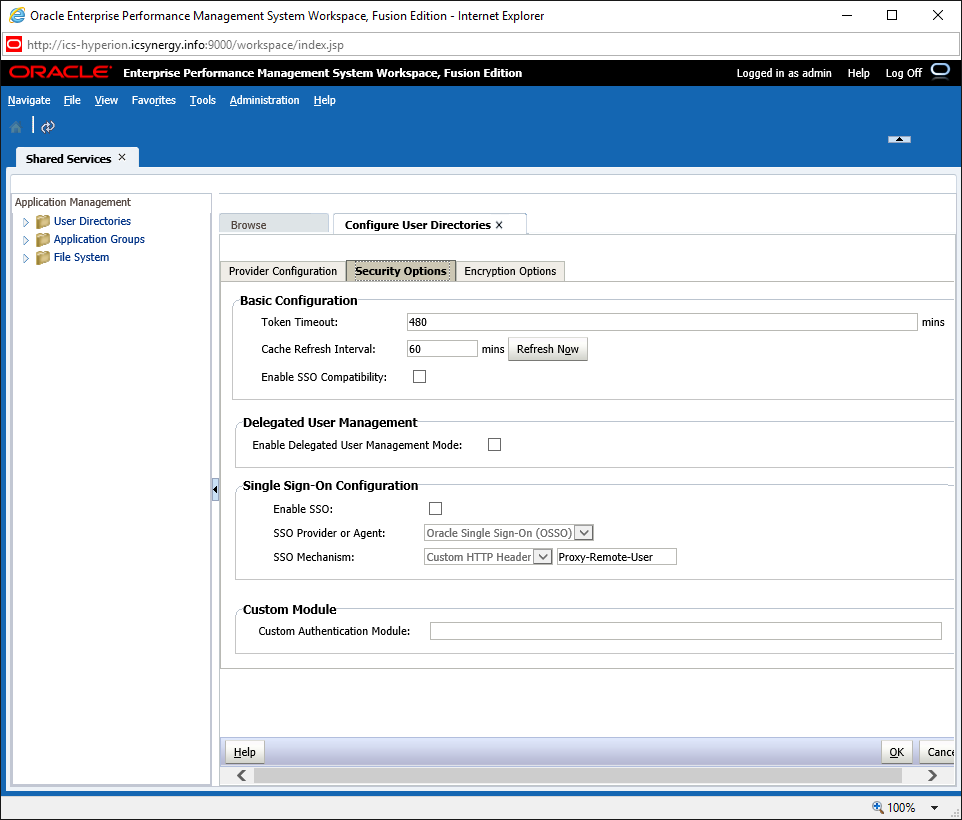 Oracle Enterprise Performance Management System Workspace, Fusion Edition - Internet Explorer
http://ics-hyperion.icsynergy.info:9000/workspace/index.jsp
ORACLE Enterprise Performance Management System Workspace, Fusion Edition Logged in as admin Help Log Off
Navigate File View Favorites Tools Administration Help
Shared Services
Application Management
User Directories
Application Groups
File System
Browse Configure User Directories
Provider Configuration Security Options Encryption Options
Basic Configuration
Token Timeout: 480 mins
Cache Refresh Interval: 60 mins Refresh Now
Enable SSO Compatibility:
Delegated User Management
Enable Delegated User Management Mode:
Single Sign-On Configuration
Enable SSO:
SSO Provider or Agent: Oracle Single Sign-On (OSSO)
SSO Mechanism: Custom HTTP Header Proxy-Remote-User
Custom Module
Custom Authentication Module:
Help OK Cance
100%